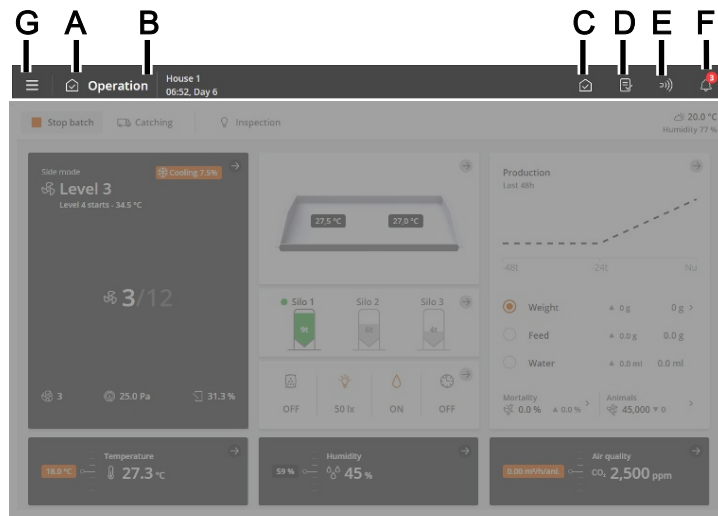 G A B C D E F
Operation
House 1
06:52, Day 6
3
Stop batch
Catching
Inspection
20.0 °C
Humidity 77 %
Side mode
Cooling 7.5%
Level 3
Level 4 starts - 34.5 °C
3/12
3
25.0 Pa
31.3 %
27,5 °C
27,0 °C
Silo 1
Silo 2
Silo 3
9t
6t
4t
OFF
50 lx
ON
OFF
Production
Last 48h
-48t
24t
Nu
Weight
0 g
0 g
Feed
0.0 g
0.0 g
Water
0.0 ml
0.0 ml
Mortality
0.0 %
0.0 %
Animals
45,000
0
Temperature
18.0 °C
27.3 °C
Humidity
59 %
45 %
Air quality
0.00 m³/h/ani.
CO₂ 2,500 ppm